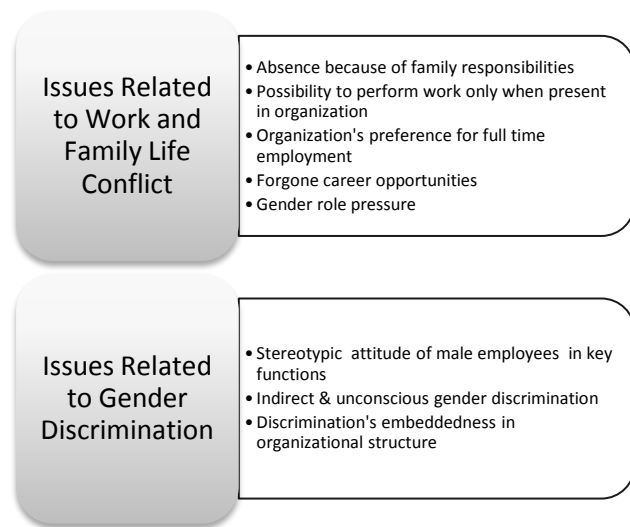 Issues Related
to Work and
Family Life
Conflict
• Absence because of family responsibilities
• Possibility to perform work only when present
in organization
• Organization's preference for full time
employment
• Forgone career opportunities
• Gender role pressure
Issues Related
to Gender
Discrimination
• Stereotypic attitude of male employees in key
functions
• Indirect & unconscious gender discrimination
• Discrimination's embeddedness in
organizational structure